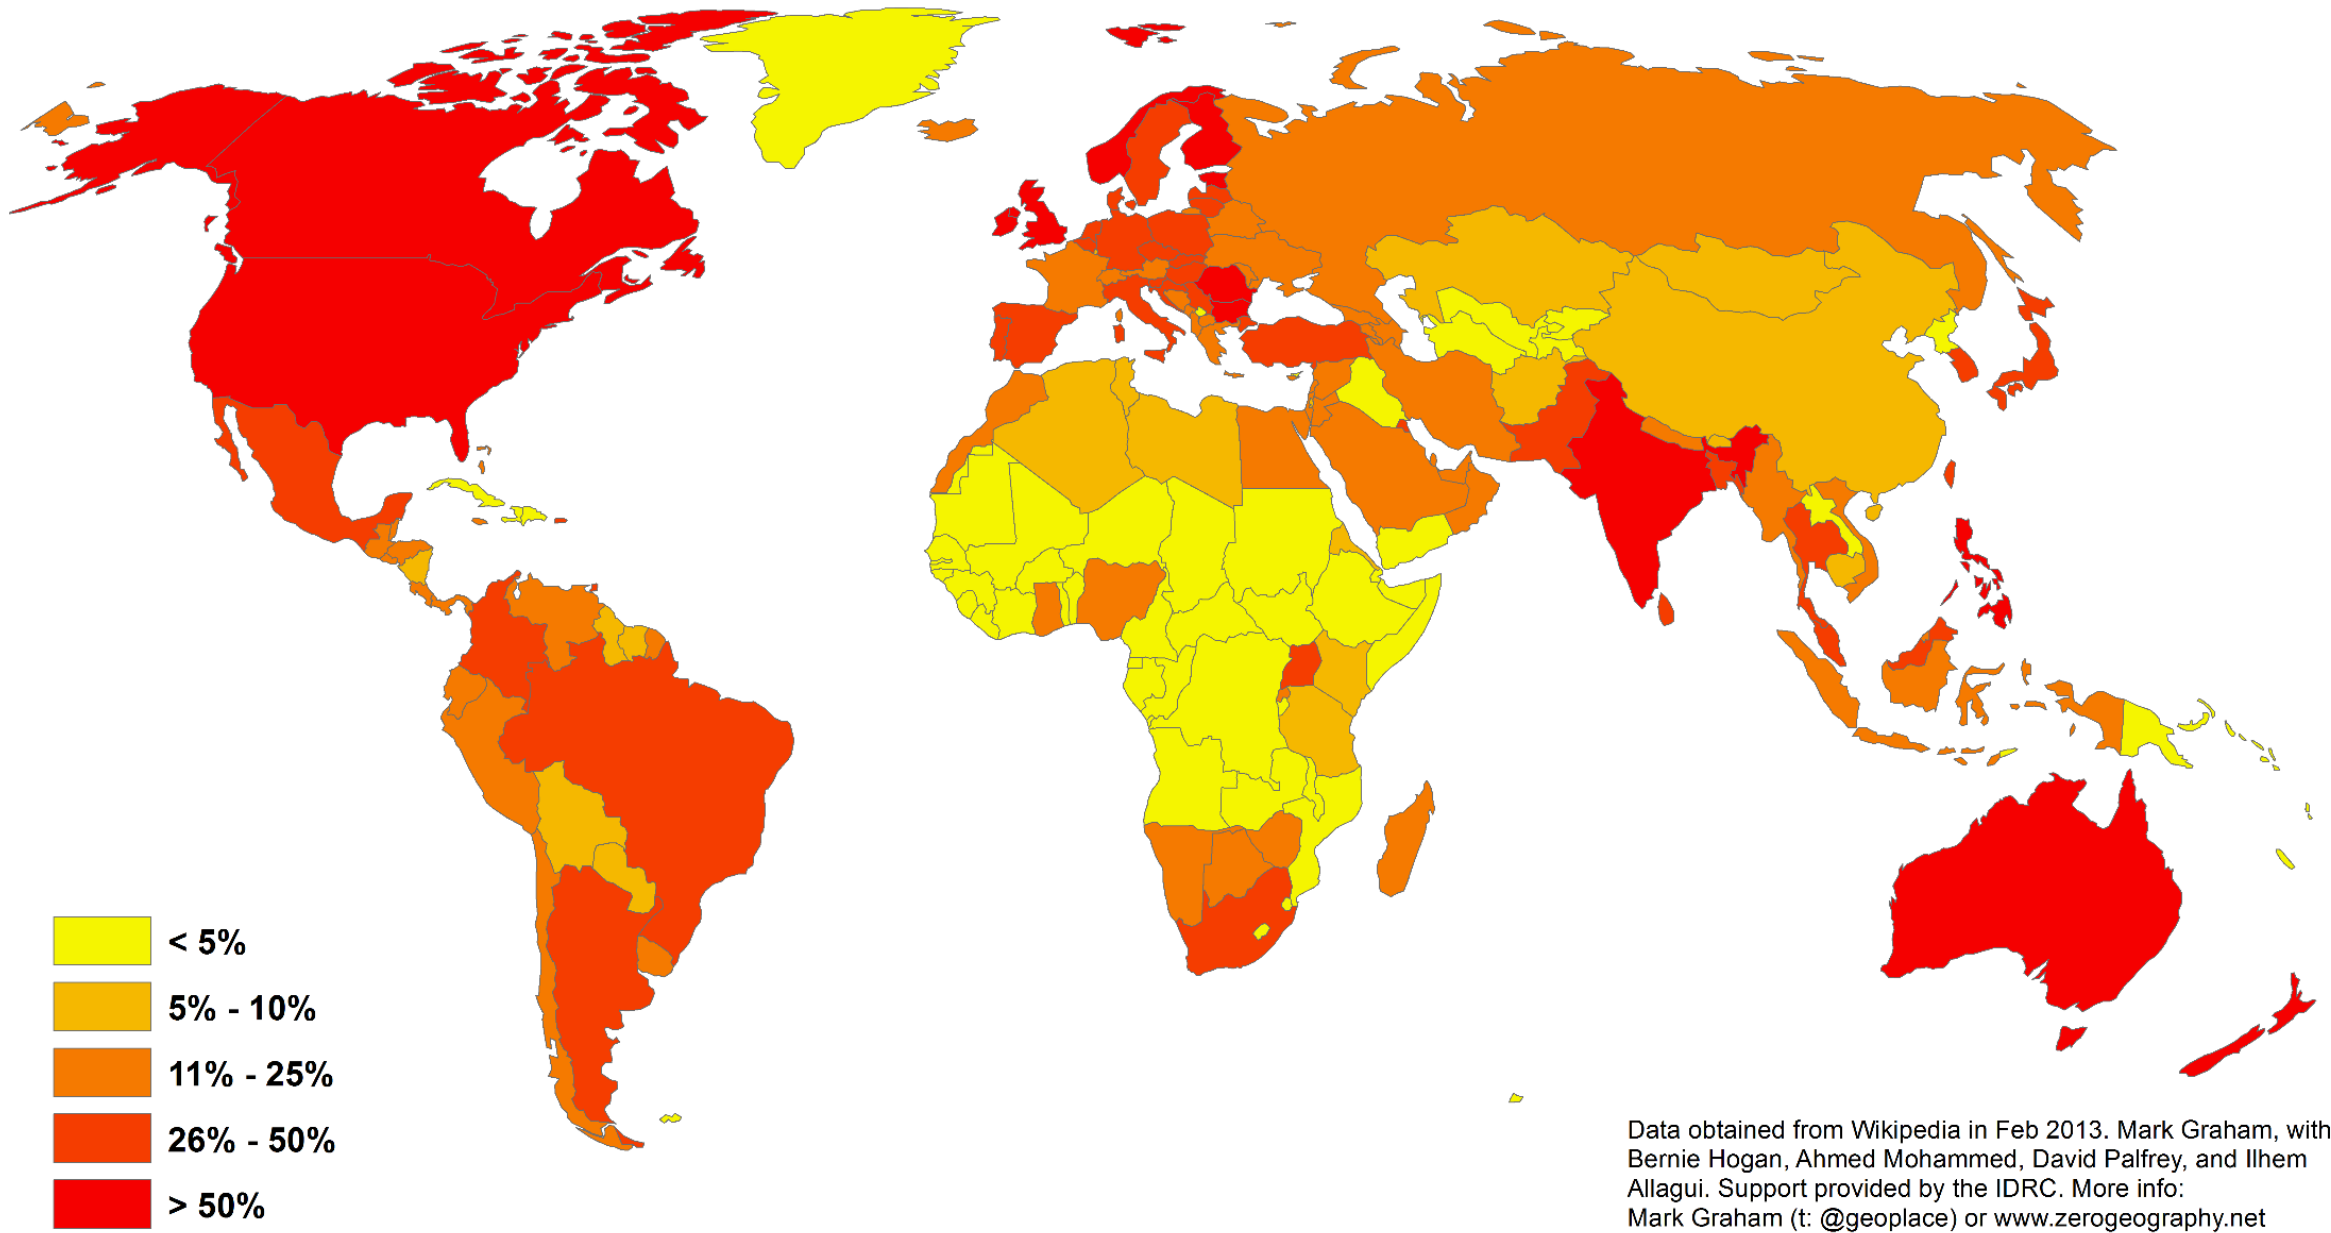 < 5%
5% - 10%
11% - 25%
26% - 50%
> 50%
Data obtained from Wikipedia in Feb 2013. Mark Graham, with
Bernie Hogan, Ahmed Mohammed, David Palfrey, and Ilhem
Allagui. Support provided by the IDRC. More info:
Mark Graham (t: @geoplace) or www.zerogeography.net